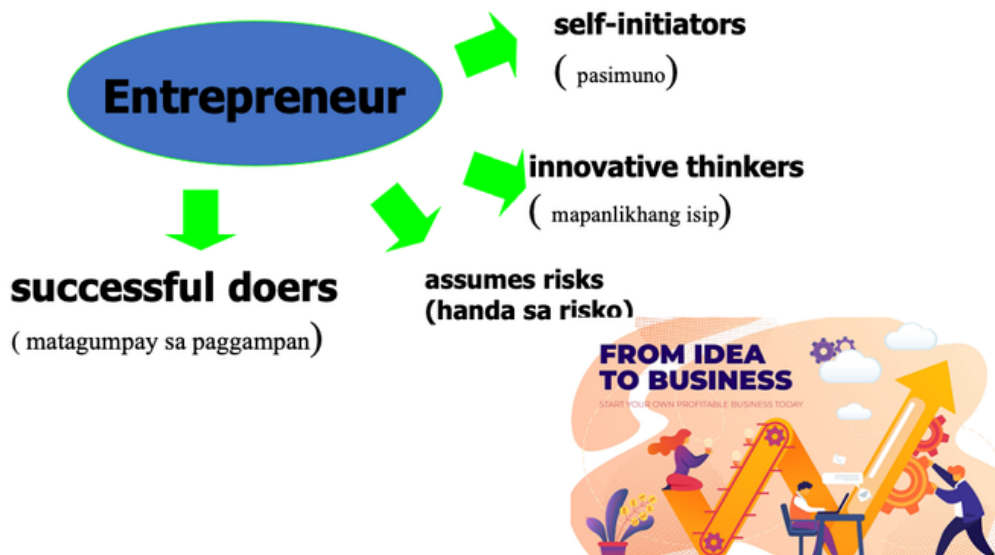 Entrepreneur
self-initiators
( pasimuno)
innovative thinkers
( mapanlikhang isip)
assumes risks
(handa sa risko)
successful doers
( matagumpay sa paggampan)
FROM IDEA
TO BUSINESS
START YOUR OWN PROFITABLE BUSINESS TODAY